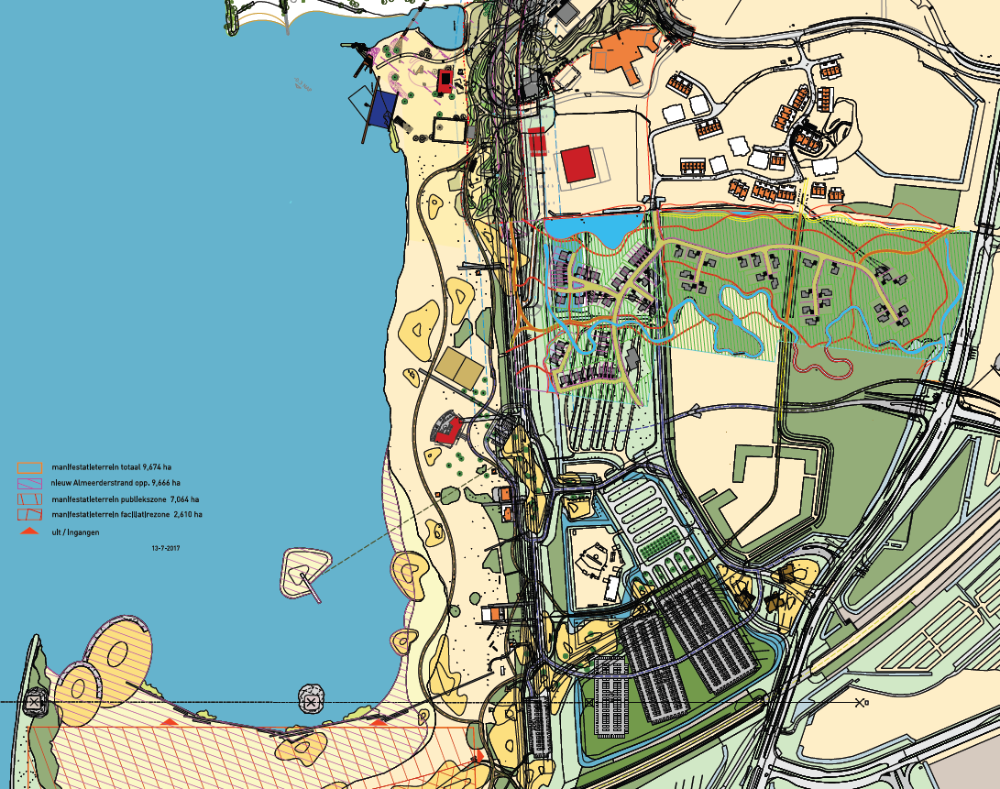 manifestatieterrein totaal 9,674 ha
nieuw Almeerderstrand opp. 9,666 ha
manifestatieterrein publiekszone 7,064 ha
manifestatieterrein facilitairezone 2,610 ha
uit / Ingangen
13-7-2017